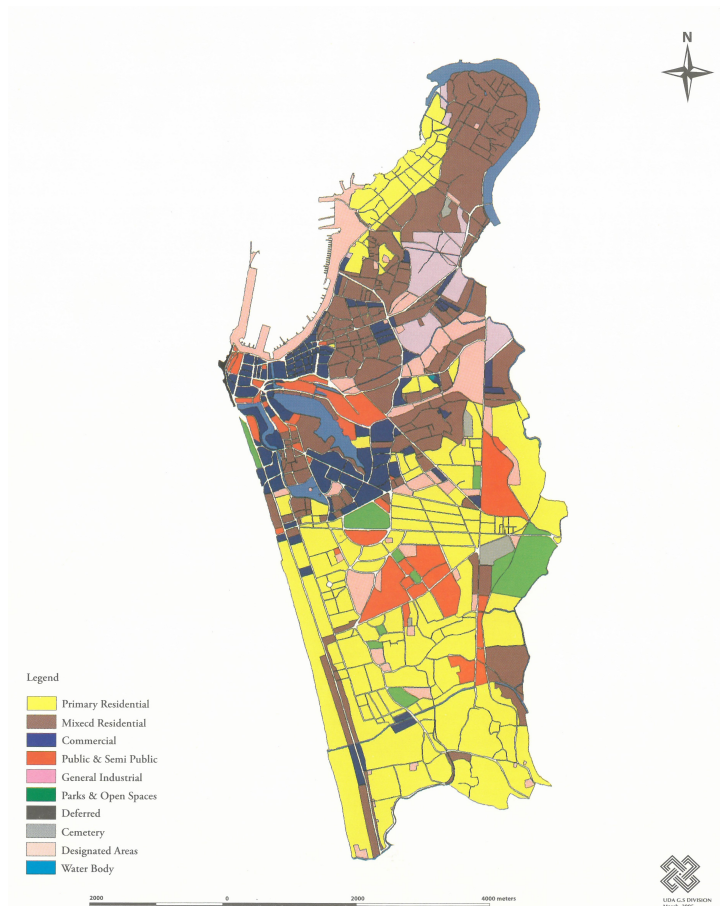 N
Legend
Primary Residential
Mixecd Residential
Commercial
Public & Semi Public
General Industrial
Parks & Open Spaces
Deferred
Cemetery
Designated Areas
Water Body
2000 0 2000 4000 meters
UDA G.S DIVISION